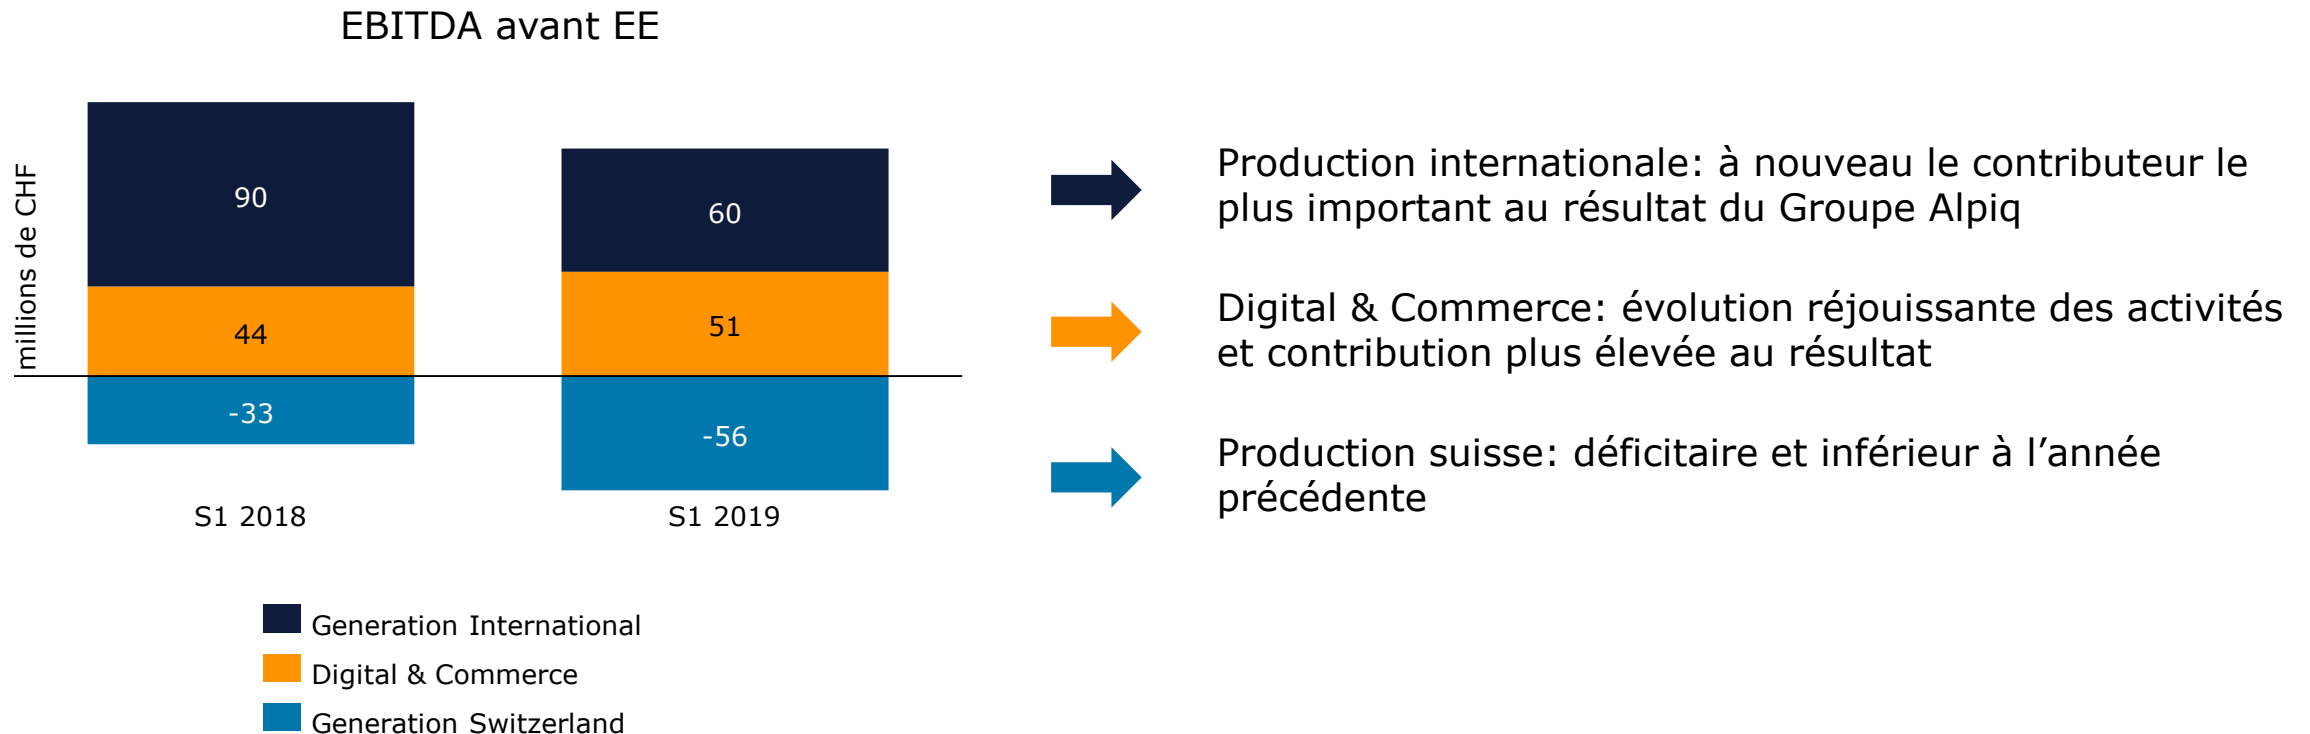 EBITDA avant EE
millions de CHF
90
44
-33
S1 2018
60
51
-56
S1 2019
Generation International
Digital & Commerce
Generation Switzerland
Production internationale: à nouveau le contributeur le
plus important au résultat du Groupe Alpiq
Digital & Commerce: évolution réjouissante des activités
et contribution plus élevée au résultat
Production suisse: déficitaire et inférieur à l’année
précédente